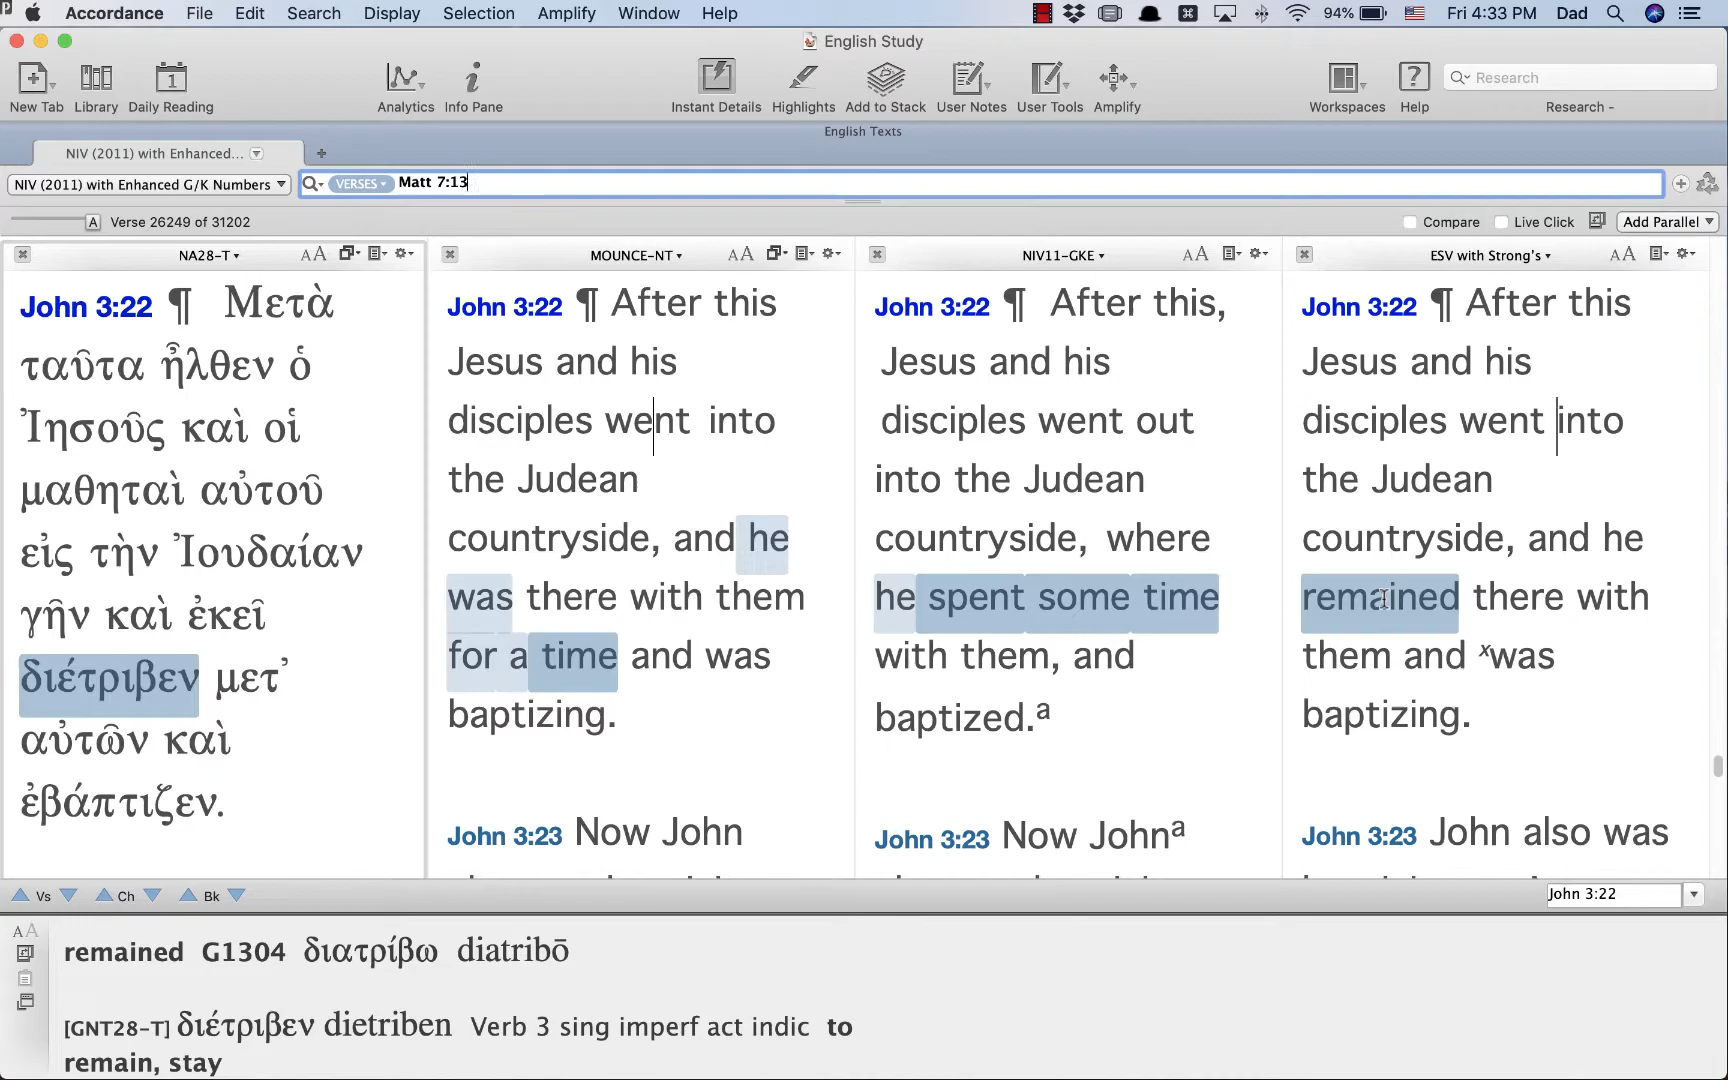 Accordance File Edit Search Display Selection Amplify Window Help 94% Fri 4:33 PM Dad
English Study
New Tab Library Daily Reading Analytics Info Pane Instant Details Highlights Add to Stack User Notes User Tools Amplify Workspaces Help Research
Research -
English Texts
NIV (2011) with Enhanced...
NIV (2011) with Enhanced G/K Numbers VERSES Matt 7:13
A Verse 26249 of 31202 Compare Live Click Add Parallel
NA28-T
John 3:22 ¶ Μετὰ
ταῦτα ἦλθεν ὁ
Ἰησοῦς καὶ οἱ
μαθηταὶ αὐτοῦ
εἰς τὴν Ἰουδαίαν
γῆν καὶ ἐκεῖ
διέτριβεν μετ᾽
αὐτῶν καὶ
ἐβάπτιζεν.
MOUNCE-NT
John 3:22 ¶ After this
Jesus and his
disciples went into
the Judean
countryside, and he
was there with them
for a time and was
baptizing.
John 3:23 Now John
NIV11-GKE
John 3:22 ¶ After this,
Jesus and his
disciples went out
into the Judean
countryside, where
he spent some time
with them, and
baptized.a
John 3:23 Now Johna
ESV with Strong's
John 3:22 ¶ After this
Jesus and his
disciples went into
the Judean
countryside, and he
remained there with
them and xwas
baptizing.
John 3:23 John also was
Vs Ch Bk John 3:22
remained G1304 διατρίβω diatribō
[GNT28-T] διέτριβεν dietriben Verb 3 sing imperf act indic to
remain, stay